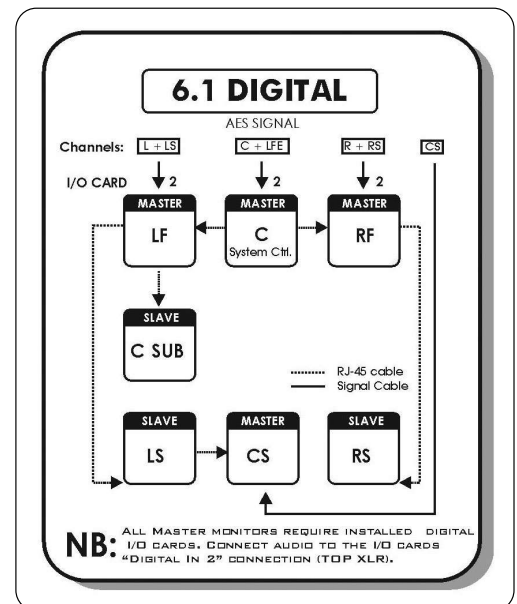 6.1 DIGITAL
AES SIGNAL
Channels: L + LS C + LFE R + RS CS
I/O CARD 2 2 2
MASTER MASTER MASTER
LF C RF
System Ctrl.
SLAVE
C SUB
RJ-45 cable
Signal Cable
SLAVE MASTER SLAVE
LS CS RS
NB: ALL MASTER MONITORS REQUIRE INSTALLED DIGITAL
I/O CARDS. CONNECT AUDIO TO THE I/O CARDS
"DIGITAL IN 2" CONNECTION (TOP XLR).